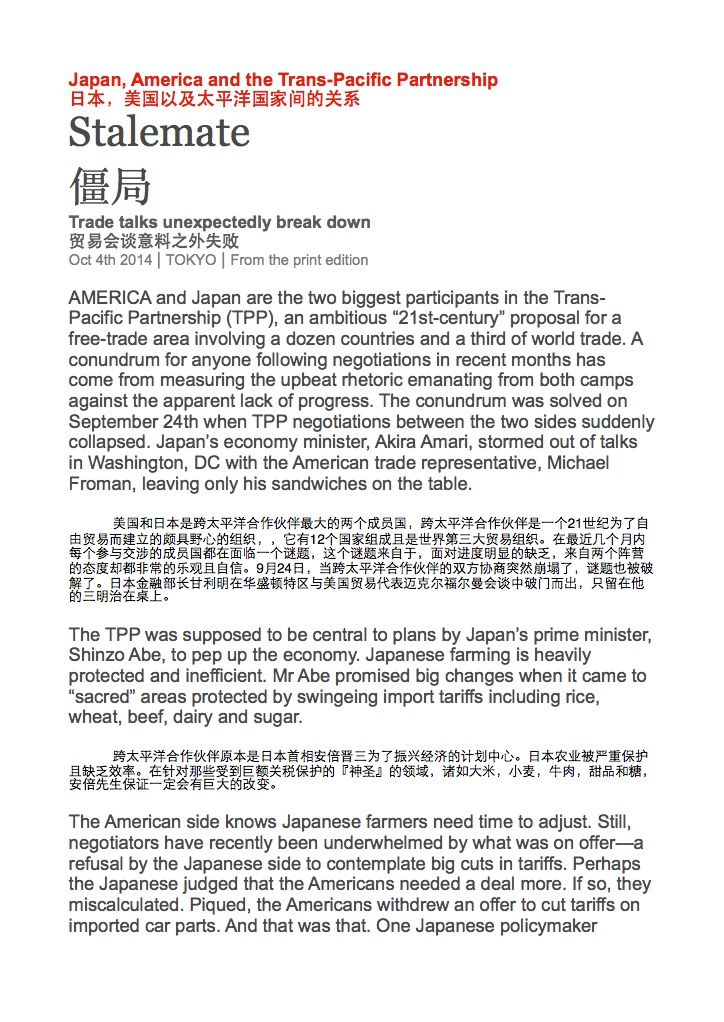 Japan, America and the Trans-Pacific Partnership
日本，美国以及太平洋国家间的关系
Stalemate
僵局
Trade talks unexpectedly break down
贸易会谈意料之外失败
Oct 4th 2014 | TOKYO | From the print edition
AMERICA and Japan are the two biggest participants in the Trans-
Pacific Partnership (TPP), an ambitious “21st-century” proposal for a
free-trade area involving a dozen countries and a third of world trade. A
conundrum for anyone following negotiations in recent months has
come from measuring the upbeat rhetoric emanating from both camps
against the apparent lack of progress. The conundrum was solved on
September 24th when TPP negotiations between the two sides suddenly
collapsed. Japan’s economy minister, Akira Amari, stormed out of talks
in Washington, DC with the American trade representative, Michael
Froman, leaving only his sandwiches on the table.
美国和日本是跨太平洋合作伙伴最大的两个成员国，跨太平洋合作伙伴是一个21世纪为了自
由贸易而建立的颇具野心的组织，，它有12个国家组成且是世界第三大贸易组织。在最近几个月内
每个参与交涉的成员国都在面临一个谜题，这个谜题来自于，面对进度明显的缺乏，来自两个阵营
的态度却都非常的乐观且自信。9月24日，当跨太平洋合作伙伴的双方协商突然崩塌了，谜题也被破
解了。日本金融部长甘利明在华盛顿特区与美国贸易代表迈克尔福尔曼会谈中破门而出，只留在他
的三明治在桌上。
The TPP was supposed to be central to plans by Japan’s prime minister,
Shinzo Abe, to pep up the economy. Japanese farming is heavily
protected and inefficient. Mr Abe promised big changes when it came to
“sacred” areas protected by swingeing import tariffs including rice,
wheat, beef, dairy and sugar.
跨太平洋合作伙伴原本是日本首相安倍晋三为了振兴经济的计划中心。日本农业被严重保护
且缺乏效率。在针对那些受到巨额关税保护的『神圣』的领域，诸如大米，小麦，牛肉，甜品和糖，
安倍先生保证一定会有巨大的改变。
The American side knows Japanese farmers need time to adjust. Still,
negotiators have recently been underwhelmed by what was on offer—a
refusal by the Japanese side to contemplate big cuts in tariffs. Perhaps
the Japanese judged that the Americans needed a deal more. If so, they
miscalculated. Piqued, the Americans withdrew an offer to cut tariffs on
imported car parts. And that was that. One Japanese policymaker